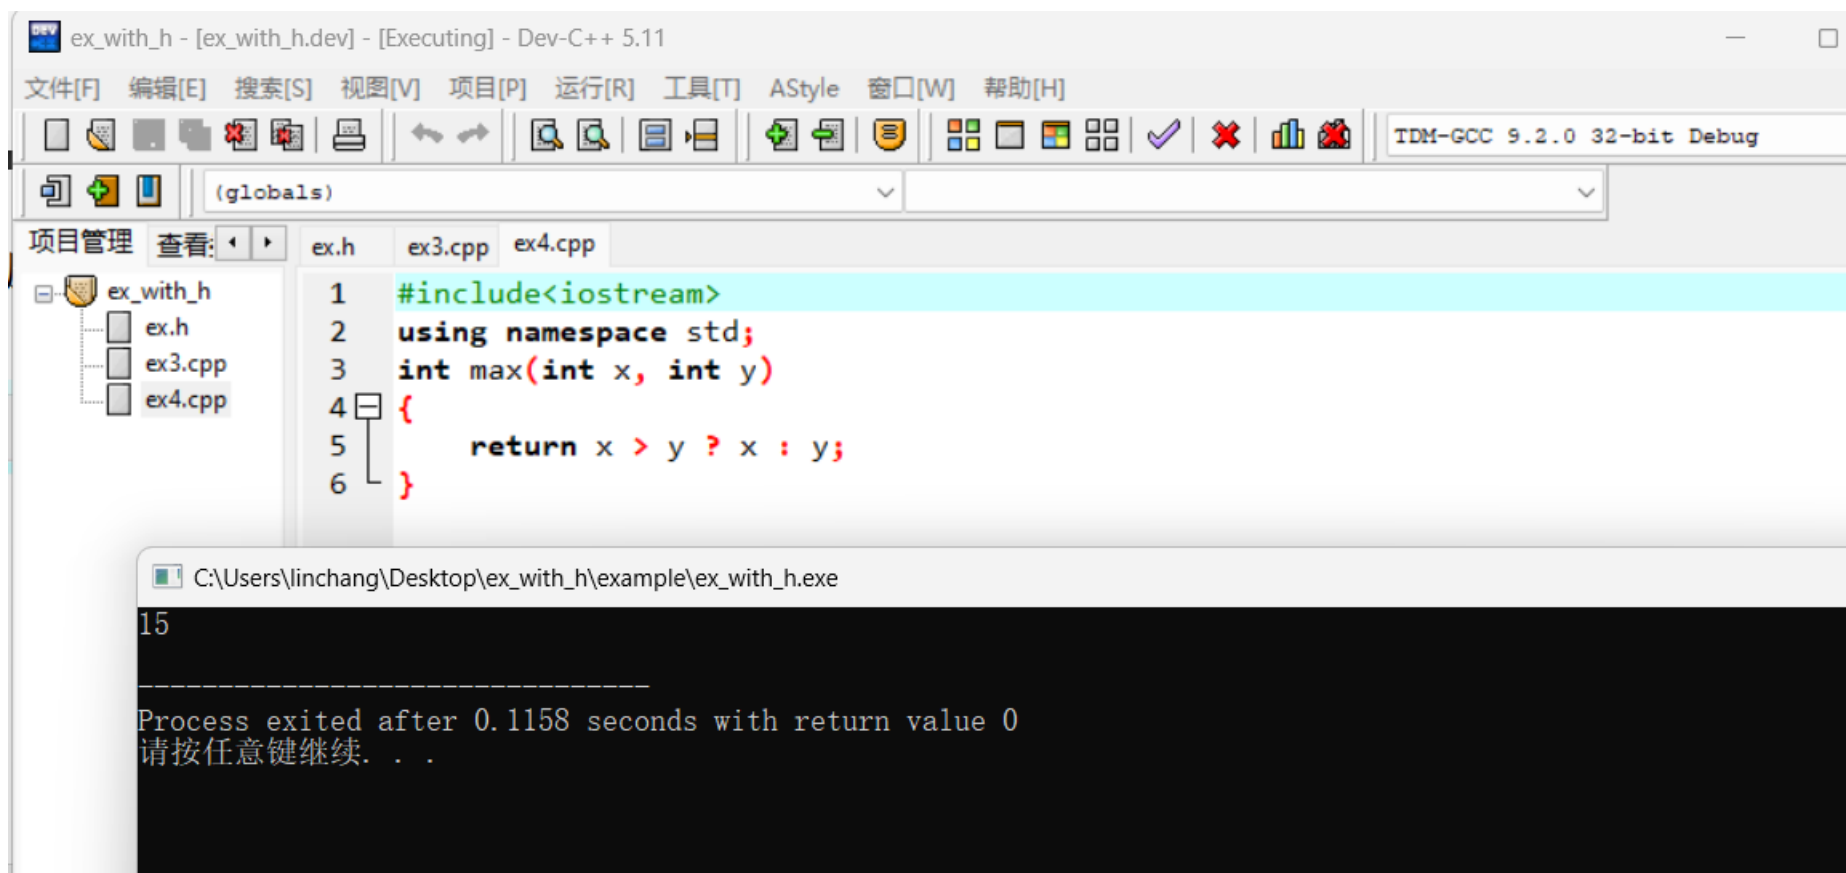 ex_with_h - [ex_with_h.dev] - [Executing] - Dev-C++ 5.11
文件[F] 编辑[E] 搜索[S] 视图[V] 项目[P] 运行[R] 工具[T] AStyle 窗口[W] 帮助[H]
TDM-GCC 9.2.0 32-bit Debug
(globals)
项目管理 查看 ex.h ex3.cpp ex4.cpp
ex_with_h
ex.h
ex3.cpp
ex4.cpp
1 #include<iostream>
2 using namespace std;
3 int max(int x, int y)
4 {
5 return x > y ? x : y;
6 }
C:\Users\linchang\Desktop\ex_with_h\example\ex_with_h.exe
15
--------------------------------
Process exited after 0.1158 seconds with return value 0
请按任意键继续. . .